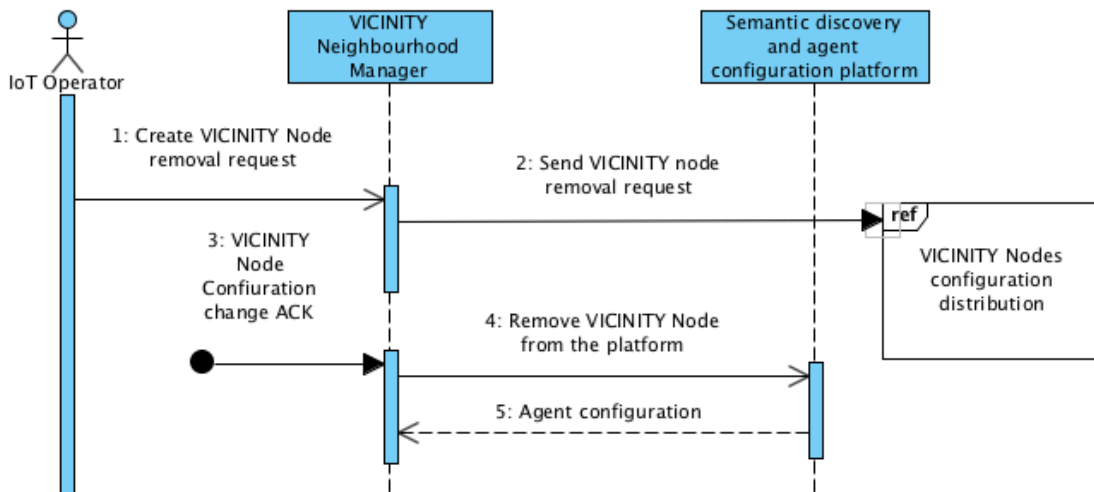 VICINITY
Neighbourhood
Manager
Semantic discovery
and agent
configuration platform
IoT Operator
1: Create VICINITY Node
removal request
2: Send VICINITY node
removal request
ref
VICINITY Nodes
configuration
distribution
3: VICINITY
Node
Confiuration
change ACK
4: Remove VICINITY Node
from the platform
5: Agent configuration